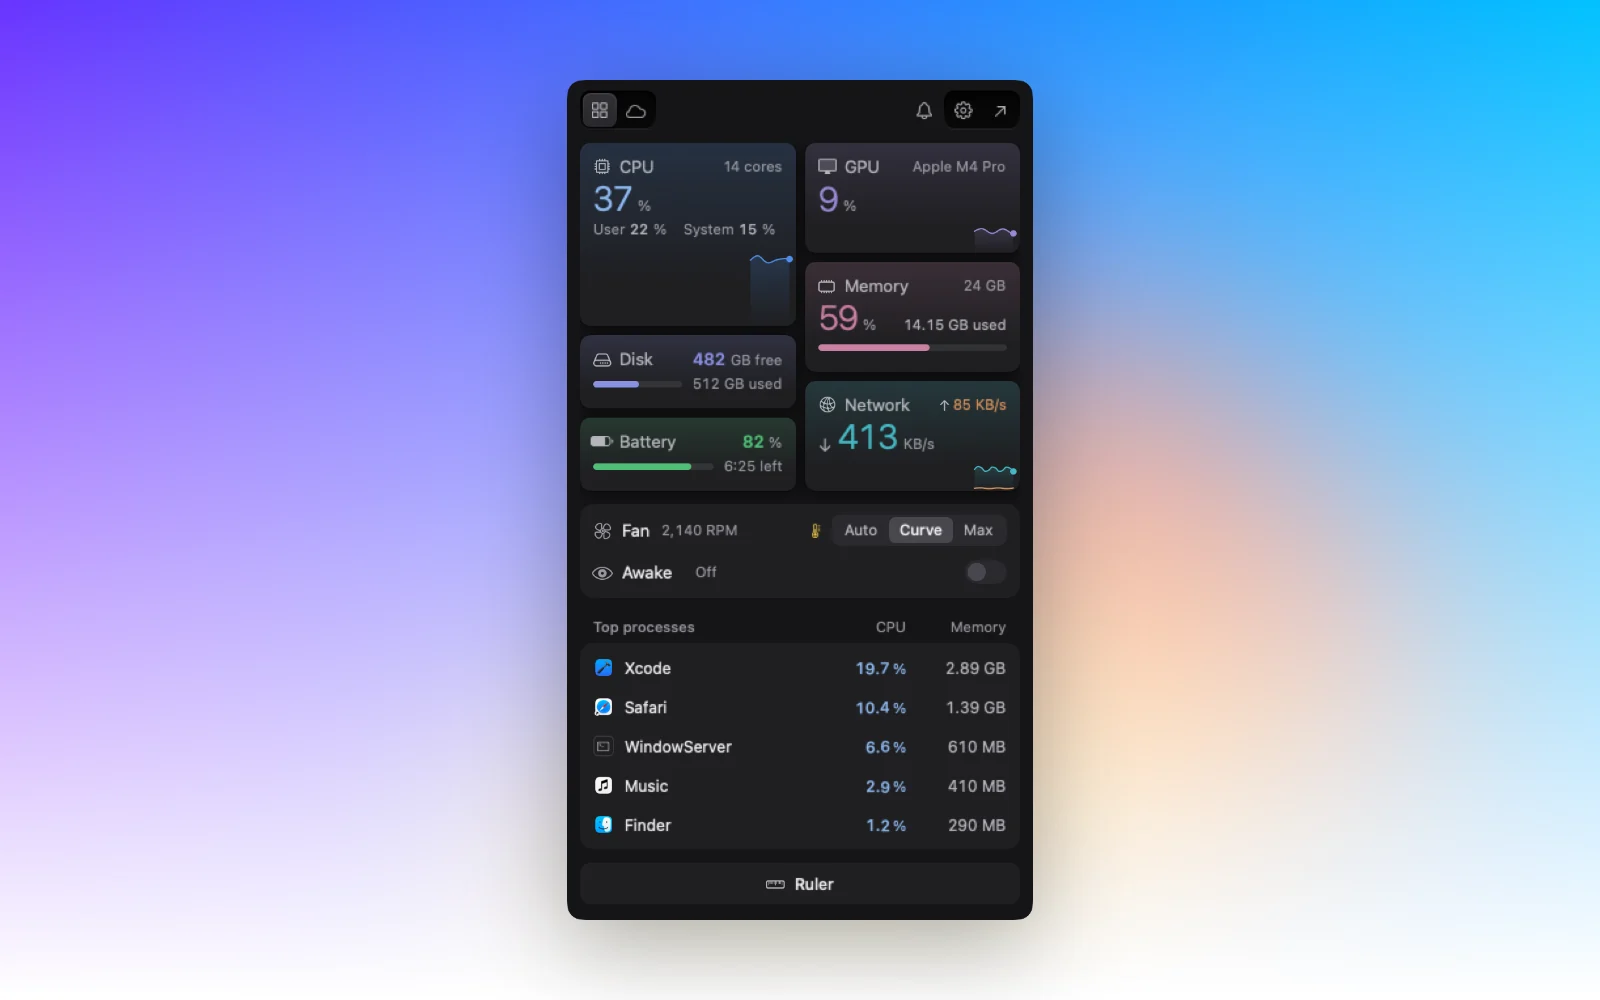 CPU 14 cores
37 %
User 22 % System 15 %
GPU Apple M4 Pro
9 %
Memory 24 GB
59 % 14.15 GB used
Disk 482 GB free
512 GB used
Battery 82 %
6:25 left
Network ↑ 85 KB/s
↓ 413 KB/s
Fan 2,140 RPM Auto Curve Max
Awake Off
Top processes CPU Memory
Xcode 19.7 % 2.89 GB
Safari 10.4 % 1.39 GB
WindowServer 6.6 % 610 MB
Music 2.9 % 410 MB
Finder 1.2 % 290 MB
Ruler